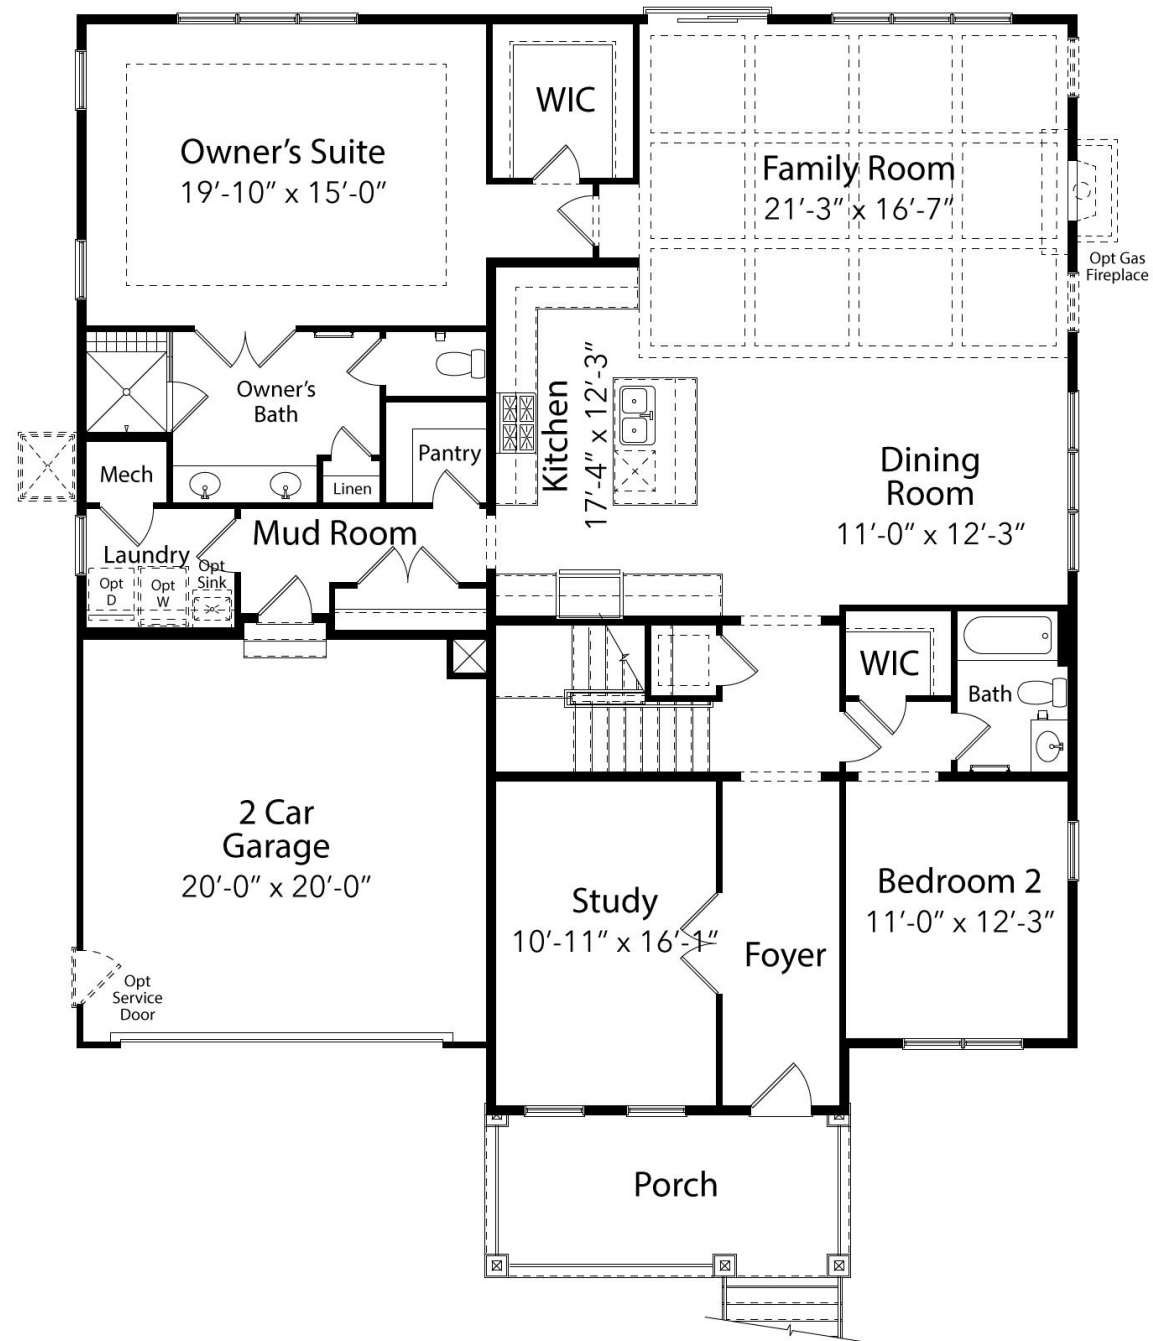 WIC
Owner's Suite
19'-10" x 15'-0"
Family Room
21'-3" x 16'-7"
Opt Gas
Fireplace
Owner's
Bath
Kitchen
17'-4" x 12'-3"
Pantry
Dining
Room
11'-0" x 12'-3"
Mech
Linen
Mud Room
Laundry
Opt
Sink
Opt
D
Opt
W
WIC
Bath
2 Car
Garage
20'-0" x 20'-0"
Study
10'-11" x 16'-1"
Foyer
Bedroom 2
11'-0" x 12'-3"
Opt
Service
Door
Porch